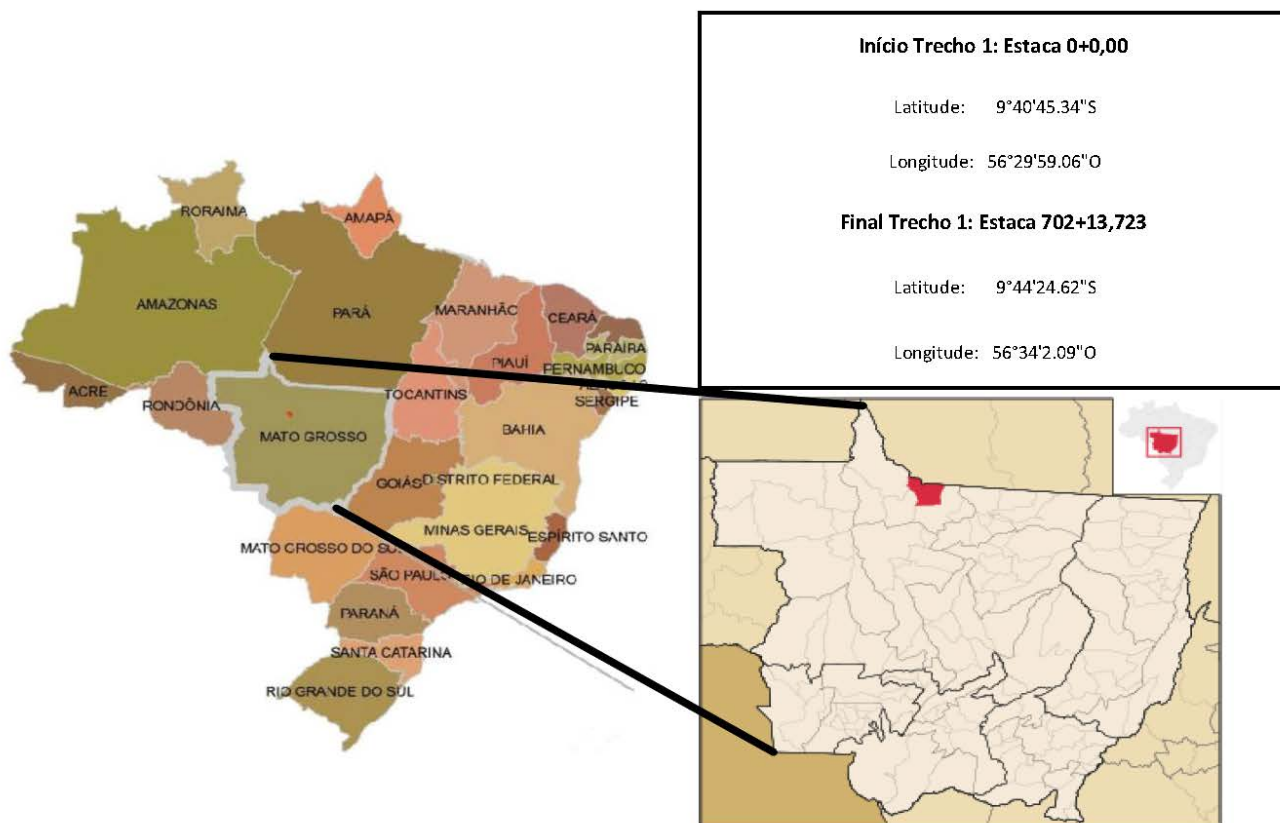 Início Trecho 1: Estaca 0+0,00
Latitude: 9°40'45.34"S
Longitude: 56°29'59.06"O
Final Trecho 1: Estaca 702+13,723
Latitude: 9°44'24.62"S
Longitude: 56°34'2.09"O
RORAIMA
AMAPÁ
AMAZONAS
PARÁ
MARANHÃO
CEARÁ
PARAÍBA
PIAUÍ
PERNAMBUCO
ACRE
RONDÔNIA
TOCANTINS
SERGIPE
MATO GROSSO
BAHIA
GOIÁS
DISTRITO FEDERAL
MINAS GERAIS
ESPÍRITO SANTO
MATO GROSSO DO SUL
SÃO PAULO
RIO DE JANEIRO
PARANÁ
SANTA CATARINA
RIO GRANDE DO SUL